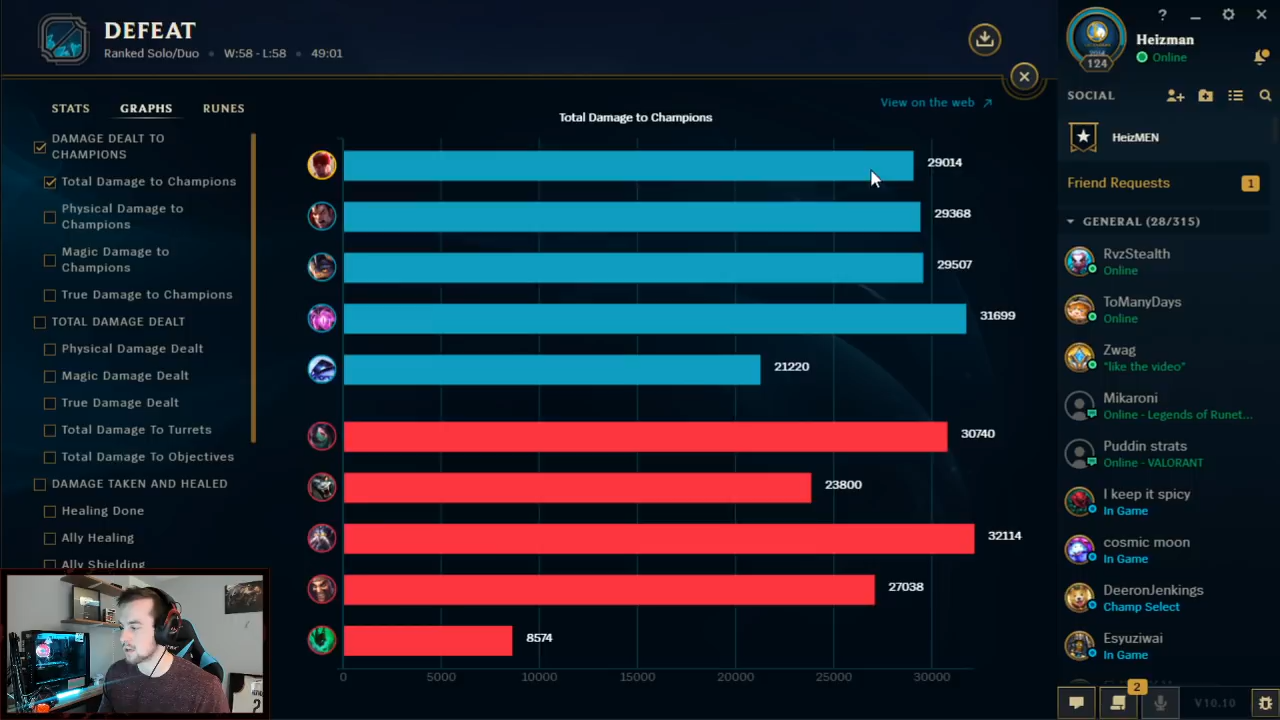 DEFEAT
Ranked Solo/Duo • W:58 - L:58 • 49:01
STATS
GRAPHS
RUNES
View on the web
DAMAGE DEALT TO
CHAMPIONS
Total Damage to Champions
Physical Damage to
Champions
Magic Damage to
Champions
True Damage to Champions
TOTAL DAMAGE DEALT
Physical Damage Dealt
Magic Damage Dealt
True Damage Dealt
Total Damage To Turrets
Total Damage To Objectives
DAMAGE TAKEN AND HEALED
Healing Done
Ally Healing
Ally Shielding
Total Damage to Champions
29014
29368
29507
31699
21220
30740
23800
32114
27038
8574
0 5000 10000 15000 20000 25000 30000
?
124
Heizman
Online
SOCIAL
HeizMEN
Friend Requests
1
GENERAL (28/315)
RvzStealth
Online
ToManyDays
Online
Zwag
"like the video"
Mikaroni
Online - Legends of Runet...
Puddin strats
Online - VALORANT
I keep it spicy
In Game
cosmic moon
In Game
DeeronJenkings
Champ Select
Esyuziwai
In Game
2
V10.10